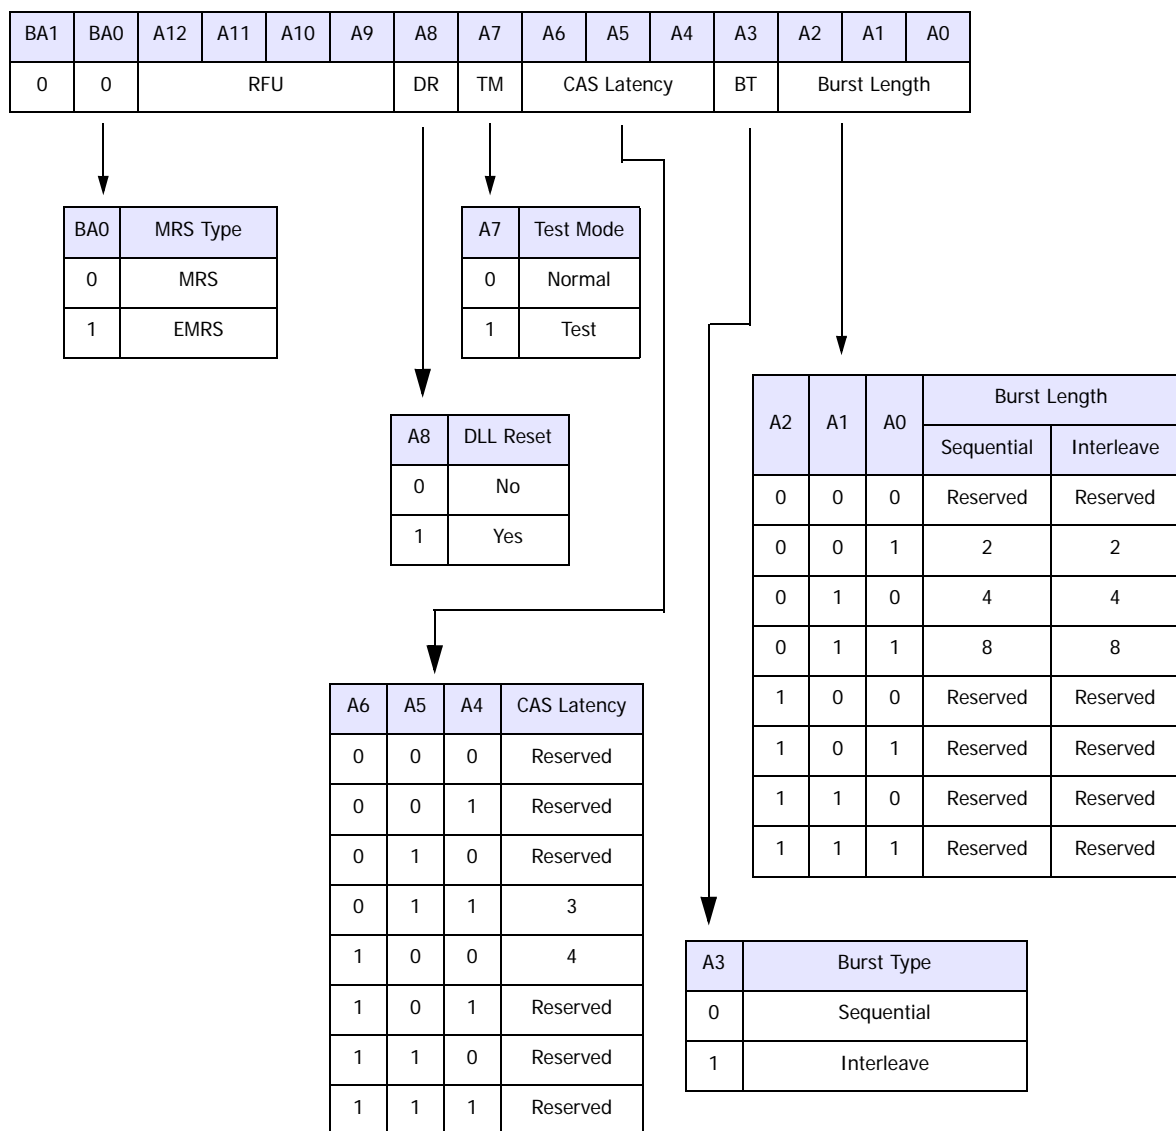 BA1 BA0 A12 A11 A10 A9 A8 A7 A6 A5 A4 A3 A2 A1 A0
0 0 RFU DR TM CAS Latency BT Burst Length
BA0 MRS Type
0 MRS
1 EMRS
A7 Test Mode
0 Normal
1 Test
A8 DLL Reset
0 No
1 Yes
A2 A1 A0 Burst Length
Sequential Interleave
0 0 0 Reserved Reserved
0 0 1 2 2
0 1 0 4 4
0 1 1 8 8
1 0 0 Reserved Reserved
1 0 1 Reserved Reserved
1 1 0 Reserved Reserved
1 1 1 Reserved Reserved
A6 A5 A4 CAS Latency
0 0 0 Reserved
0 0 1 Reserved
0 1 0 Reserved
0 1 1 3
1 0 0 4
1 0 1 Reserved
1 1 0 Reserved
1 1 1 Reserved
A3 Burst Type
0 Sequential
1 Interleave